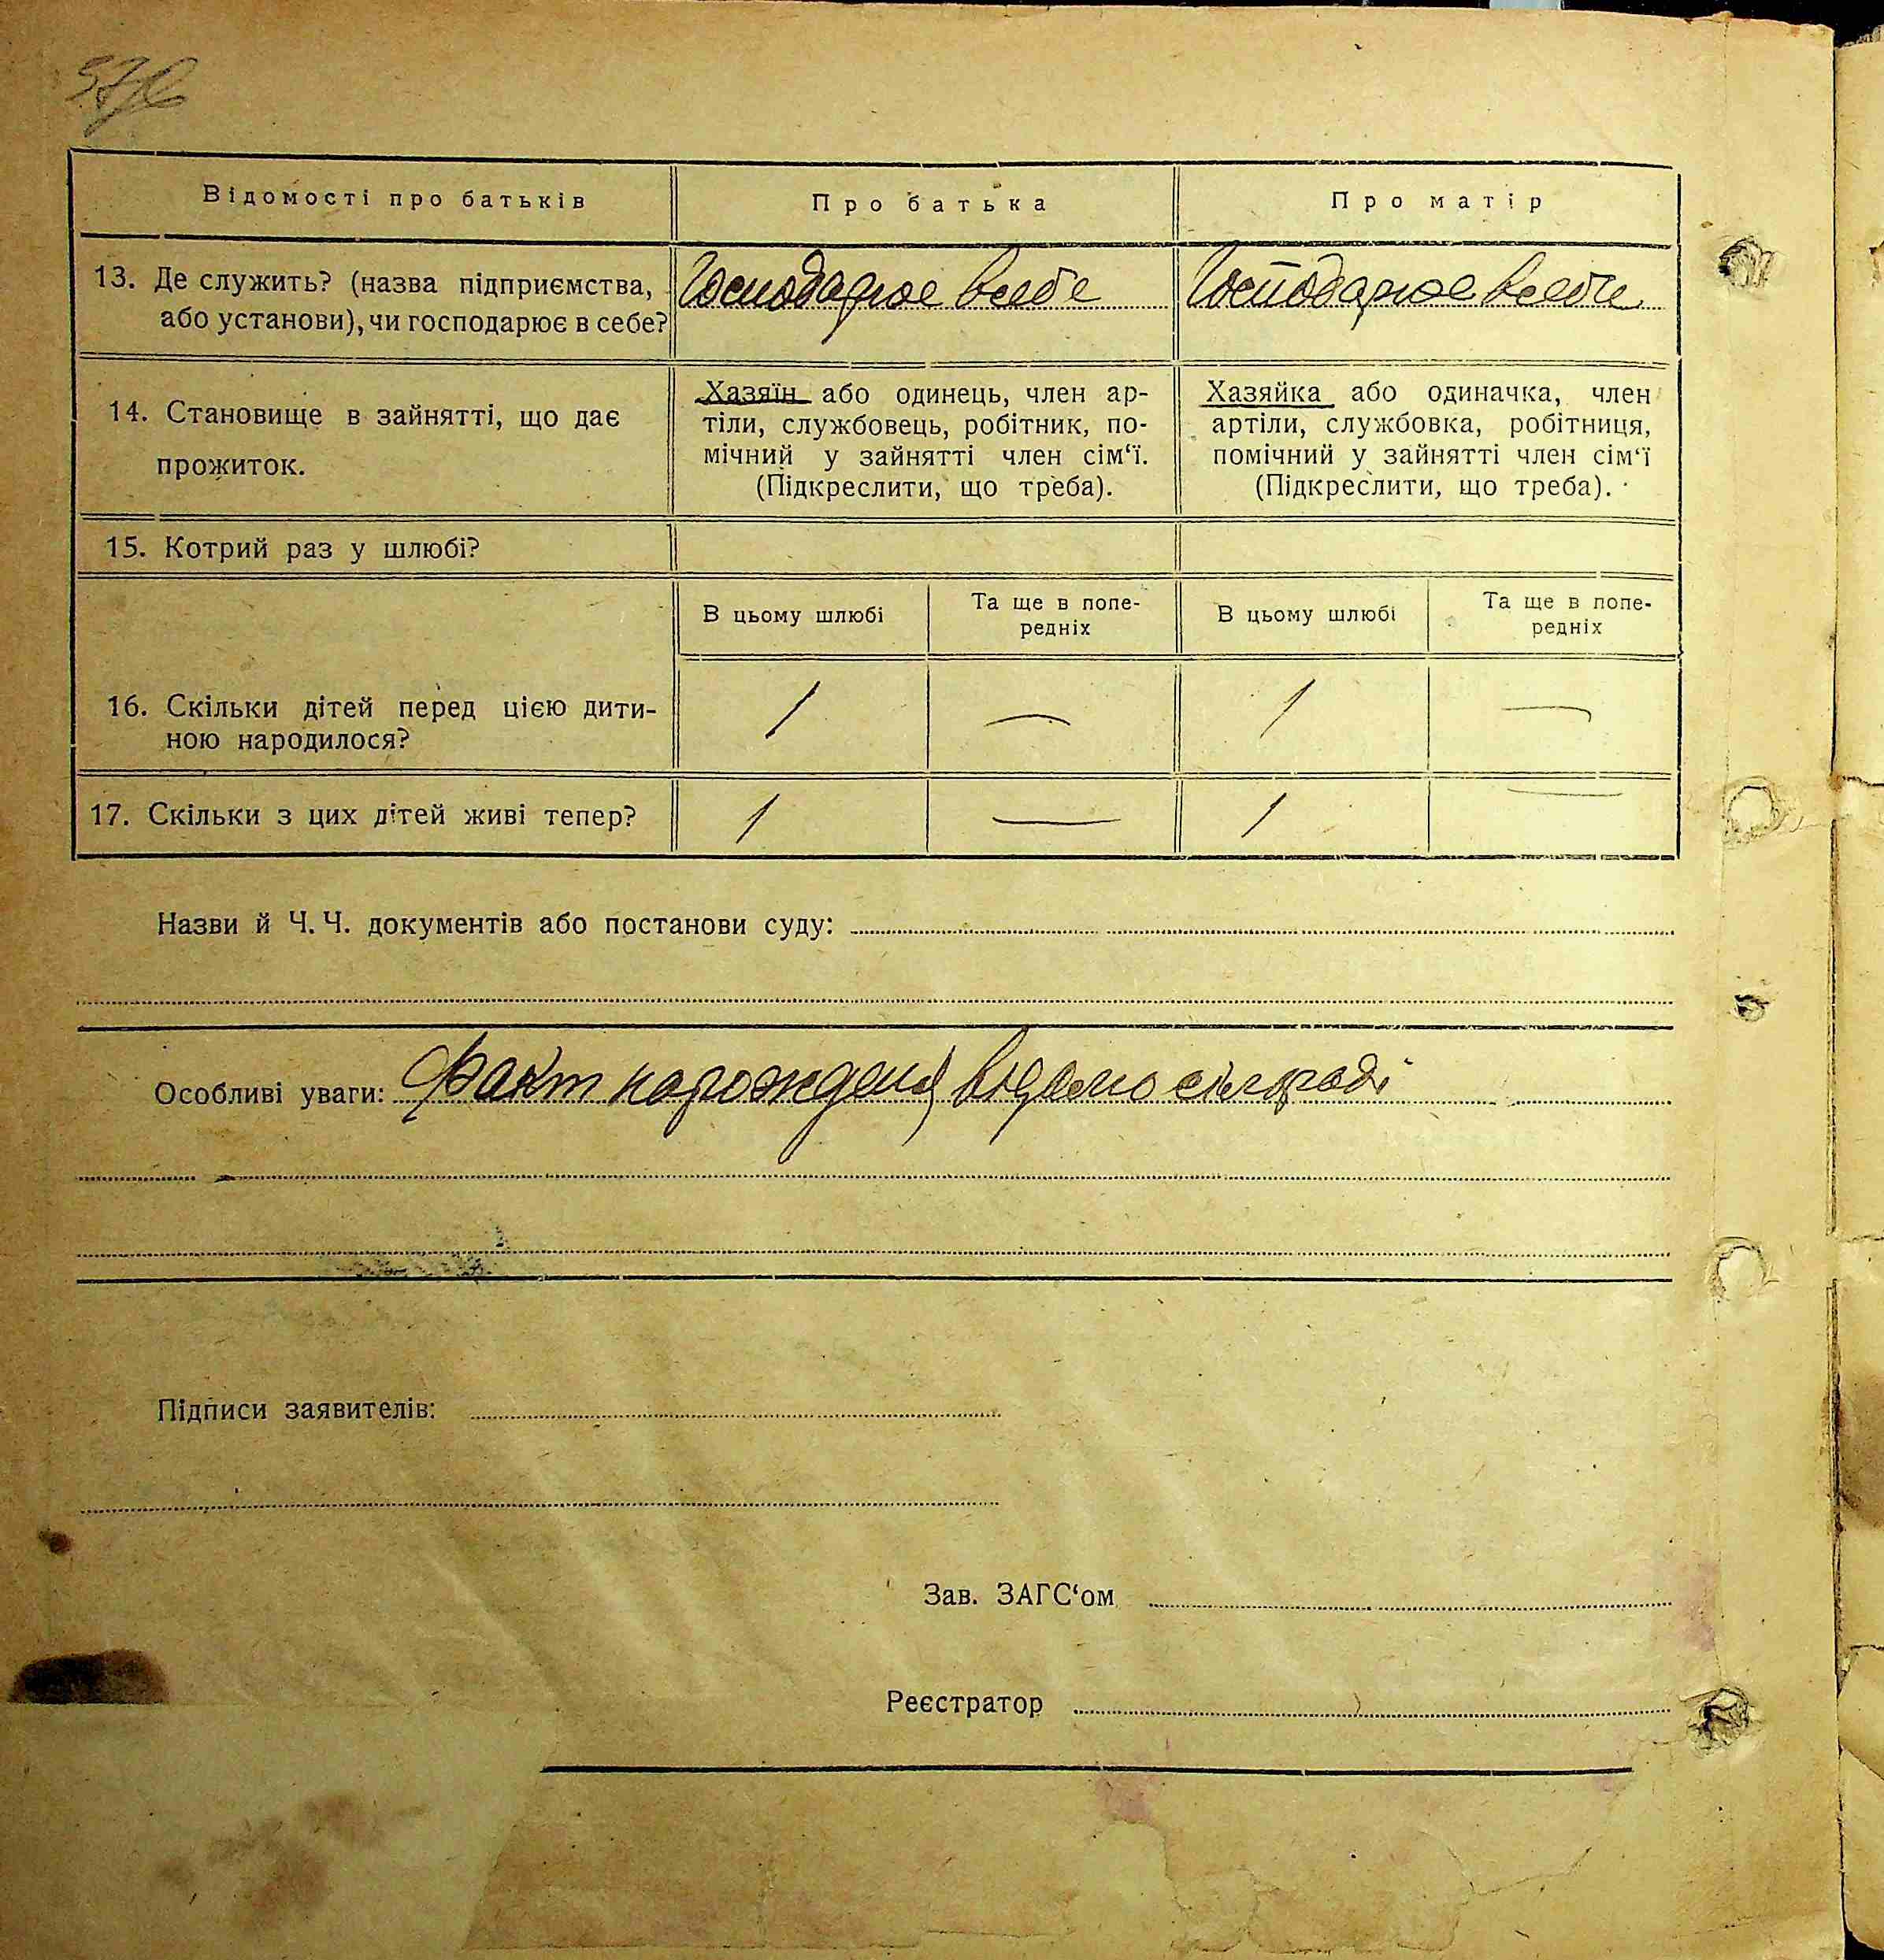 Відомості про батьків
Про батька
Про матір
13. Де служить? (назва підприємства, або установи), чи господарює в себе?
Господарює в себе
Господарює в себе
14. Становище в зайнятті, що дає прожиток.
Хазяїн або одинець, член ар-
тіли, службовець, робітник, по-
мічний у зайнятті член сім‘ї.
(Підкреслити, що треба).
Хазяйка або одиначка, член
артіли, службовка, робітниця,
помічний у зайнятті член сім‘ї
(Підкреслити, що треба).
15. Котрий раз у шлюбі?
В цьому шлюбі
Та ще в попе-
редніх
В цьому шлюбі
Та ще в попе-
редніх
16. Скільки дітей перед цією дити-
ною народилося?
1 — 1 —
17. Скільки з цих дітей живі тепер?
1 — 1 —
Назви й Ч. Ч. документів або постанови суду:
Особливі уваги: Факт народженя відомо сільраді
Підписи заявителів:
Зав. ЗАГС‘ом
Реєстратор